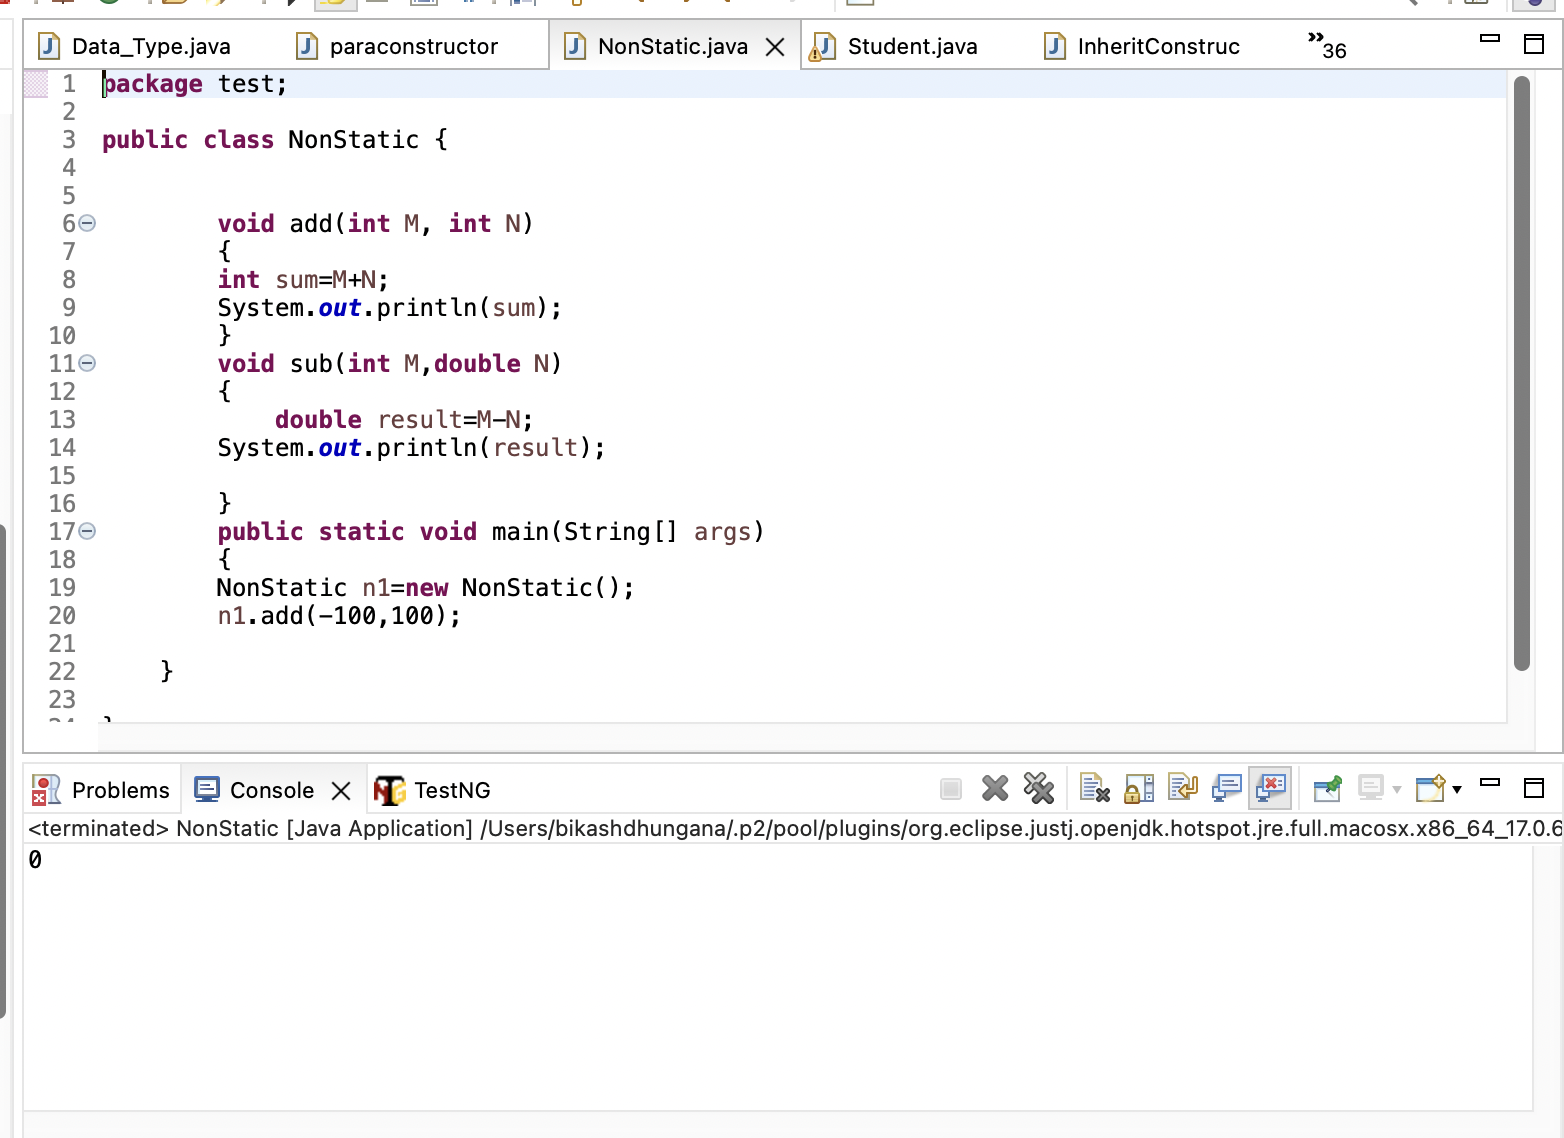 Data_Type.java paraconstructor NonStatic.java Student.java InheritConstruc »36
1 package test;
2
3 public class NonStatic {
4
5
6 void add(int M, int N)
7 {
8 int sum=M+N;
9 System.out.println(sum);
10 }
11 void sub(int M,double N)
12 {
13 double result=M-N;
14 System.out.println(result);
15
16 }
17 public static void main(String[] args)
18 {
19 NonStatic n1=new NonStatic();
20 n1.add(-100,100);
21
22 }
23
Problems Console TestNG
<terminated> NonStatic [Java Application] /Users/bikashdhungana/.p2/pool/plugins/org.eclipse.justj.openjdk.hotspot.jre.full.macosx.x86_64_17.0.6
0